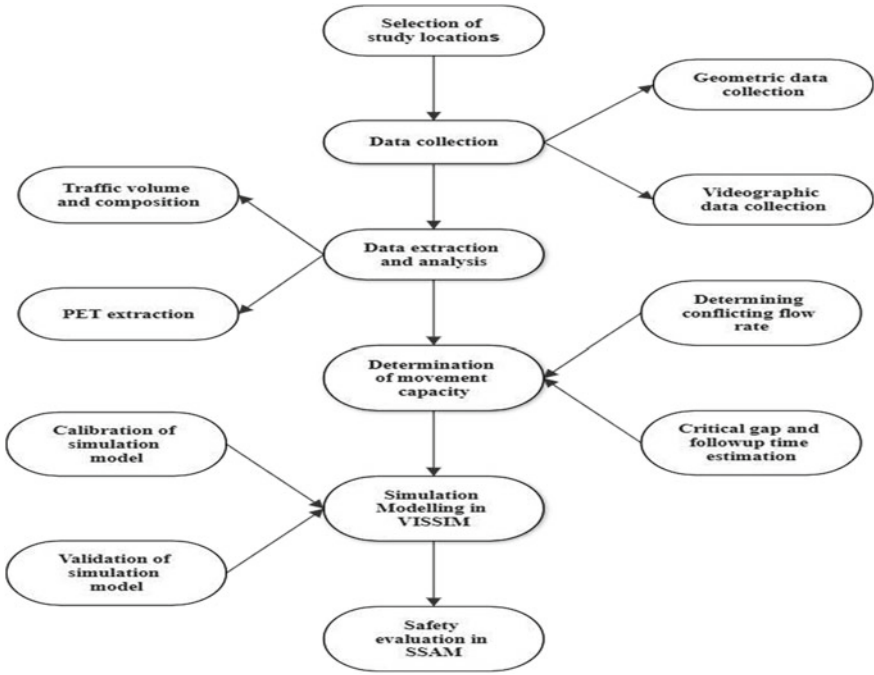 Selection of
study locations
Geometric data
collection
Data collection
Traffic volume
and composition
Videographic
data collection
Data extraction
and analysis
PET extraction
Determining
conflicting flow
rate
Determination
of movement
capacity
Calibration of
simulation
model
Critical gap and
followup time
estimation
Simulation
Modelling in
VISSIM
Validation of
simulation
model
Safety
evaluation in
SSAM